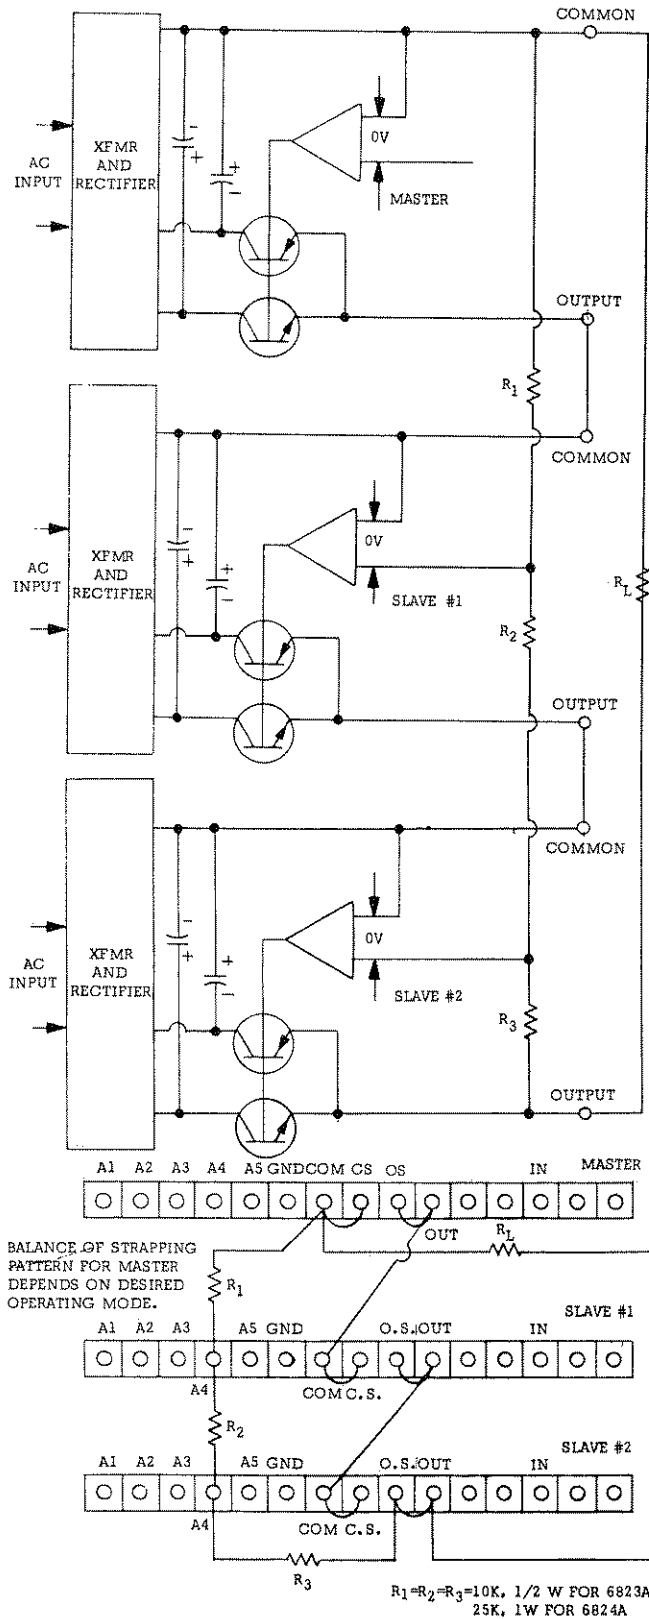 COMMON
-
+
+
-
0V
AC
INPUT
XFMR
AND
RECTIFIER
MASTER
OUTPUT
R1
COMMON
-
+
+
-
0V
AC
INPUT
XFMR
AND
RECTIFIER
SLAVE #1
R2
RL
OUTPUT
COMMON
-
+
+
-
0V
AC
INPUT
XFMR
AND
RECTIFIER
SLAVE #2
R3
OUTPUT
A1 A2 A3 A4 A5 GND COM CS OS IN MASTER
OUT
RL
BALANCE OF STRAPPING
PATTERN FOR MASTER
DEPENDS ON DESIRED
OPERATING MODE.
R1
SLAVE #1
A1 A2 A3 A5 GND O.S. OUT IN
A4 COM C.S.
R2
SLAVE #2
A1 A2 A3 A5 GND O.S. OUT IN
A4 COM C.S.
R3
R1=R2=R3=10K, 1/2 W FOR 6823A
25K, 1W FOR 6824A